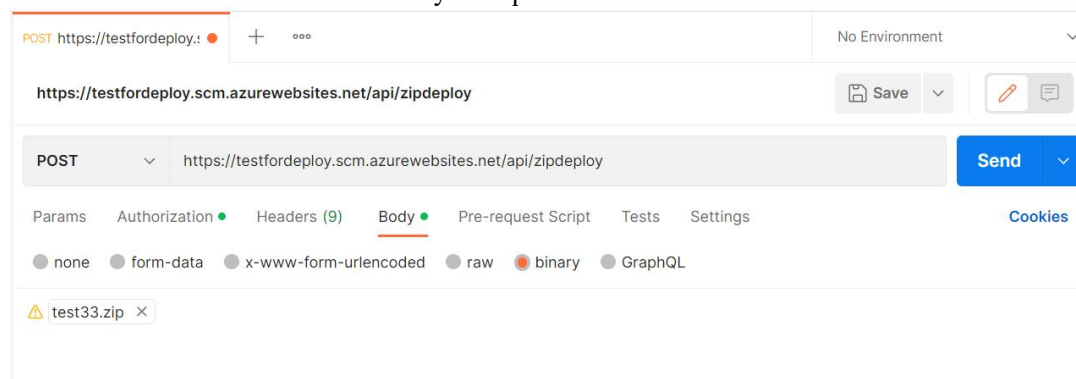 POST https://testfordeploy.s
No Environment
https://testfordeploy.scm.azurewebsites.net/api/zipdeploy
Save
POST https://testfordeploy.scm.azurewebsites.net/api/zipdeploy Send
Params Authorization Headers (9) Body Pre-request Script Tests Settings Cookies
none form-data x-www-form-urlencoded raw binary GraphQL
test33.zip